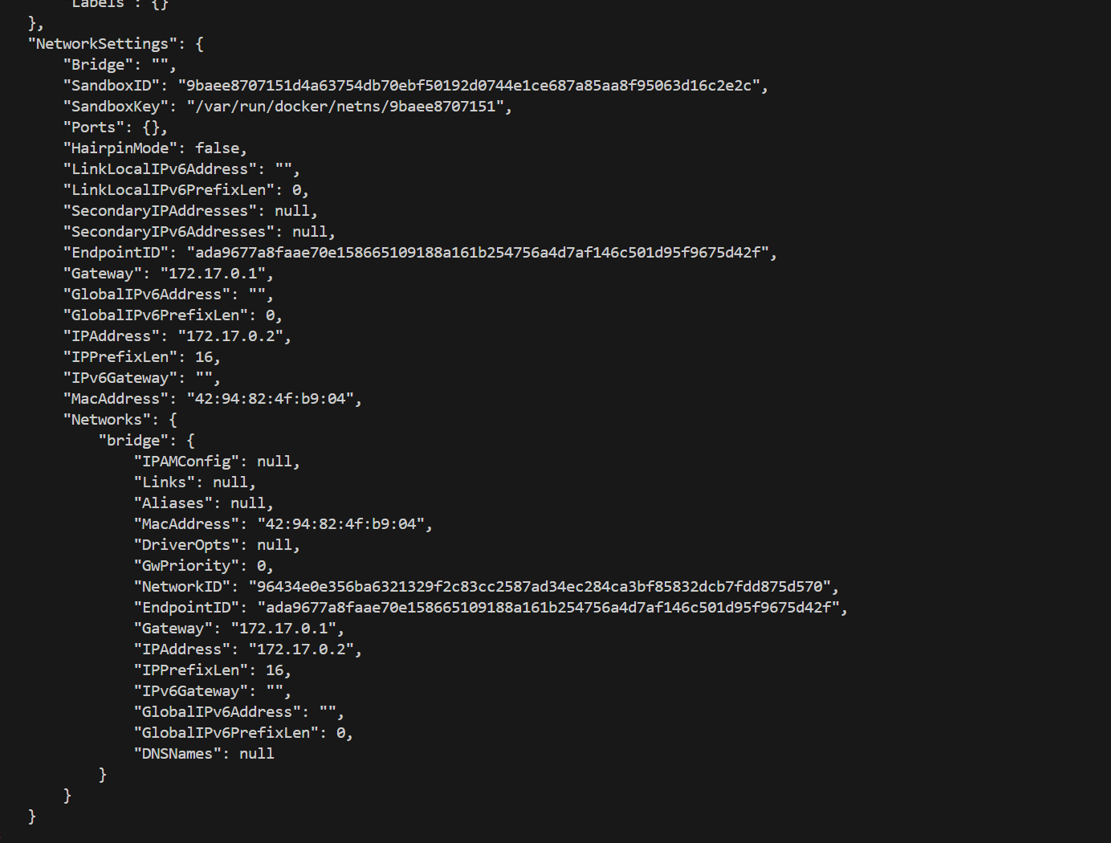 "Labels": {}
},
"NetworkSettings": {
"Bridge": "",
"SandboxID": "9baee8707151d4a63754db70ebf50192d0744e1ce687a85aa8f95063d16c2e2c",
"SandboxKey": "/var/run/docker/netns/9baee8707151",
"Ports": {},
"HairpinMode": false,
"LinkLocalIPv6Address": "",
"LinkLocalIPv6PrefixLen": 0,
"SecondaryIPAddresses": null,
"SecondaryIPv6Addresses": null,
"EndpointID": "ada9677a8faae70e158665109188a161b254756a4d7af146c501d95f9675d42f",
"Gateway": "172.17.0.1",
"GlobalIPv6Address": "",
"GlobalIPv6PrefixLen": 0,
"IPAddress": "172.17.0.2",
"IPPrefixLen": 16,
"IPv6Gateway": "",
"MacAddress": "42:94:82:4f:b9:04",
"Networks": {
"bridge": {
"IPAMConfig": null,
"Links": null,
"Aliases": null,
"MacAddress": "42:94:82:4f:b9:04",
"DriverOpts": null,
"GwPriority": 0,
"NetworkID": "96434e0e356ba6321329f2c83cc2587ad34ec284ca3bf85832dcb7fdd875d570",
"EndpointID": "ada9677a8faae70e158665109188a161b254756a4d7af146c501d95f9675d42f",
"Gateway": "172.17.0.1",
"IPAddress": "172.17.0.2",
"IPPrefixLen": 16,
"IPv6Gateway": "",
"GlobalIPv6Address": "",
"GlobalIPv6PrefixLen": 0,
"DNSNames": null
}
}
}